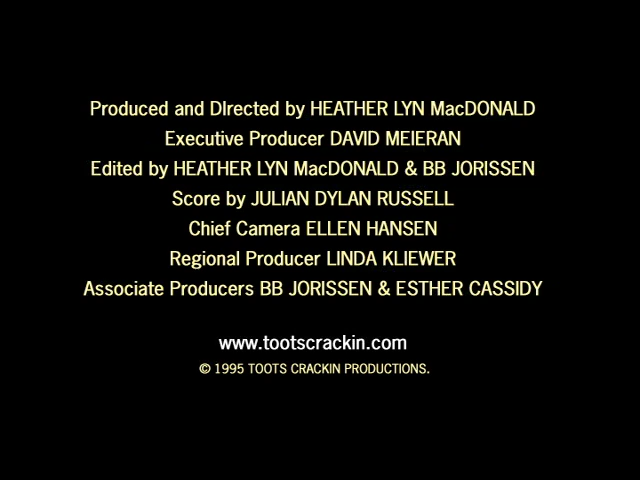 Produced and DIrected by HEATHER LYN MacDONALD
Executive Producer DAVID MEIERAN
Edited by HEATHER LYN MacDONALD & BB JORISSEN
Score by JULIAN DYLAN RUSSELL
Chief Camera ELLEN HANSEN
Regional Producer LINDA KLIEWER
Associate Producers BB JORISSEN & ESTHER CASSIDY
www.tootscrackin.com
© 1995 TOOTS CRACKIN PRODUCTIONS.